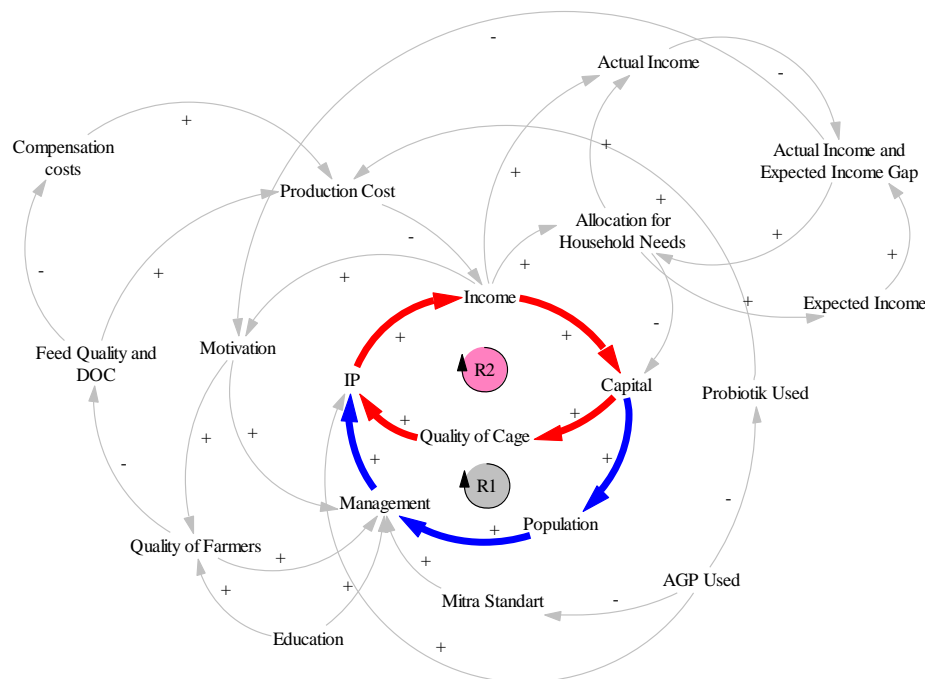 -
Actual Income
-
+
Compensation
costs
+
+
Actual Income and
Expected Income Gap
Production Cost
+
+
Allocation for
Household Needs
+
-
+
+
-
+
+
Income
+
Expected Income
+
-
Feed Quality and
DOC
Motivation
+
R2
IP
Capital
Probiotik Used
+
+
Quality of Cage
+
+
-
+
+
R1
-
Management
+
Population
Quality of Farmers
+
+
AGP Used
+
+
Mitra Standart
-
Education
+